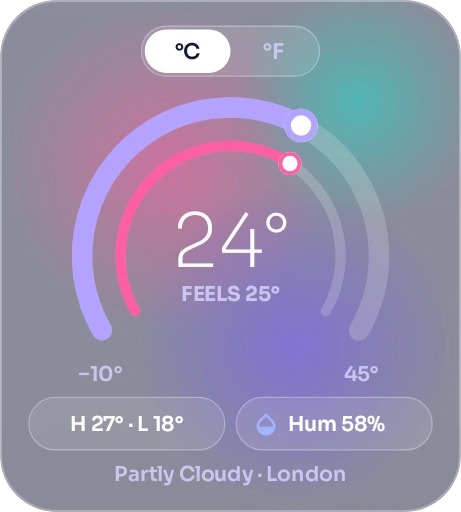 °C °F
24°
FEELS 25°
−10° 45°
H 27° · L 18° Hum 58%
Partly Cloudy · London